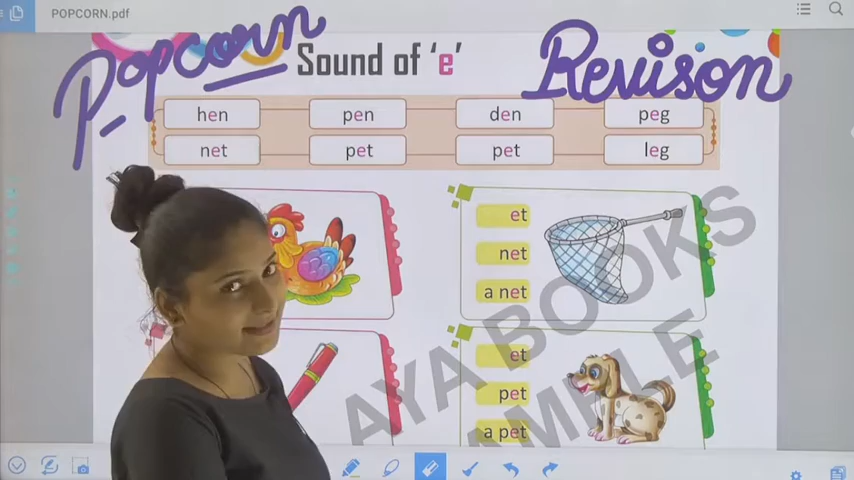 POPCORN.pdf
Popcorn
Sound of 'e'
Revison
hen pen den peg
net pet pet leg
et
net
a net
et
pet
a pet
AYA BOOKS